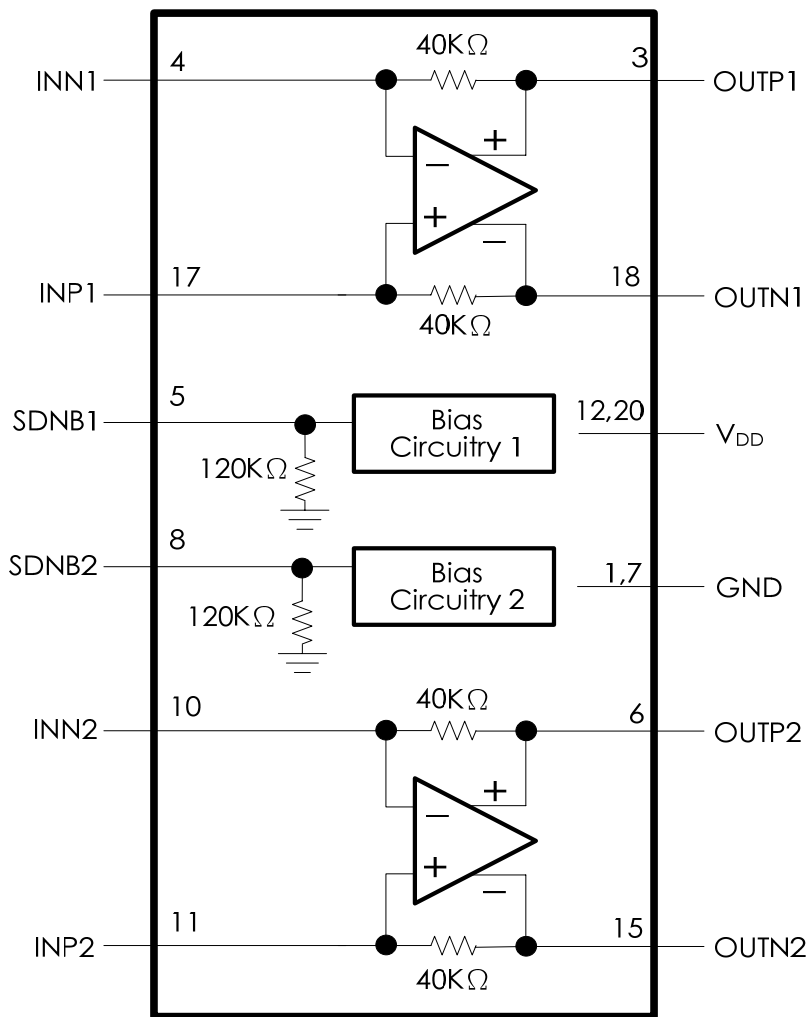 40KΩ
INN1 4 3 OUTP1
− +
+ −
INP1 17 18 OUTN1
40KΩ
SDNB1 5 Bias Circuitry 1 12,20 VDD
120KΩ
SDNB2 8 Bias Circuitry 2 1,7 GND
120KΩ
40KΩ
INN2 10 6 OUTP2
− +
+ −
INP2 11 15 OUTN2
40KΩ